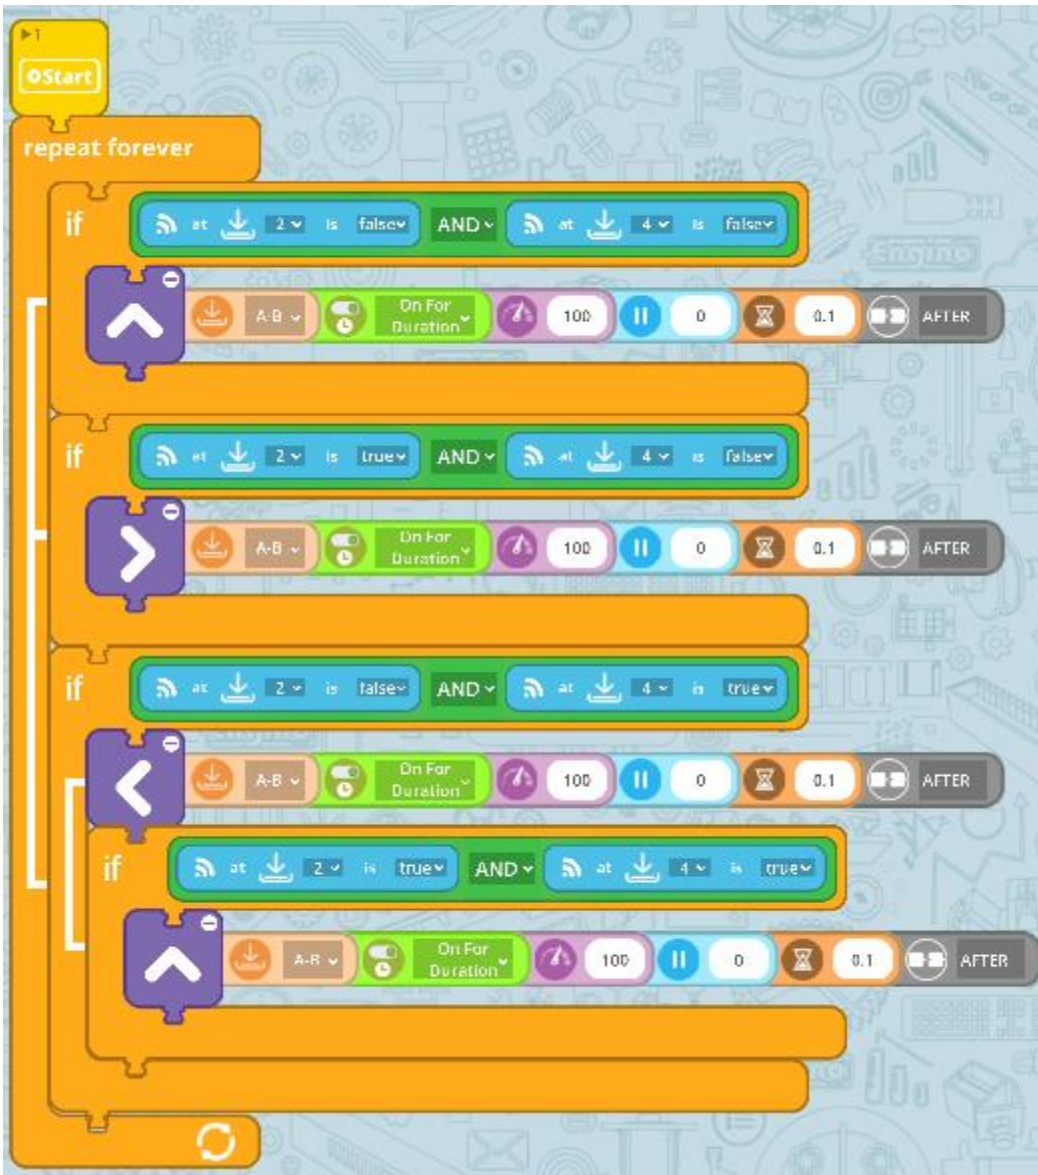 1
Start
repeat forever
if at 2 is false AND at 4 is false
A-B On For Duration 100 0 0.1 AFTER
if at 2 is true AND at 4 is false
A-B On For Duration 100 0 0.1 AFTER
if at 2 is false AND at 4 is true
A-B On For Duration 100 0 0.1 AFTER
if at 2 is true AND at 4 is true
A-B On For Duration 100 0 0.1 AFTER